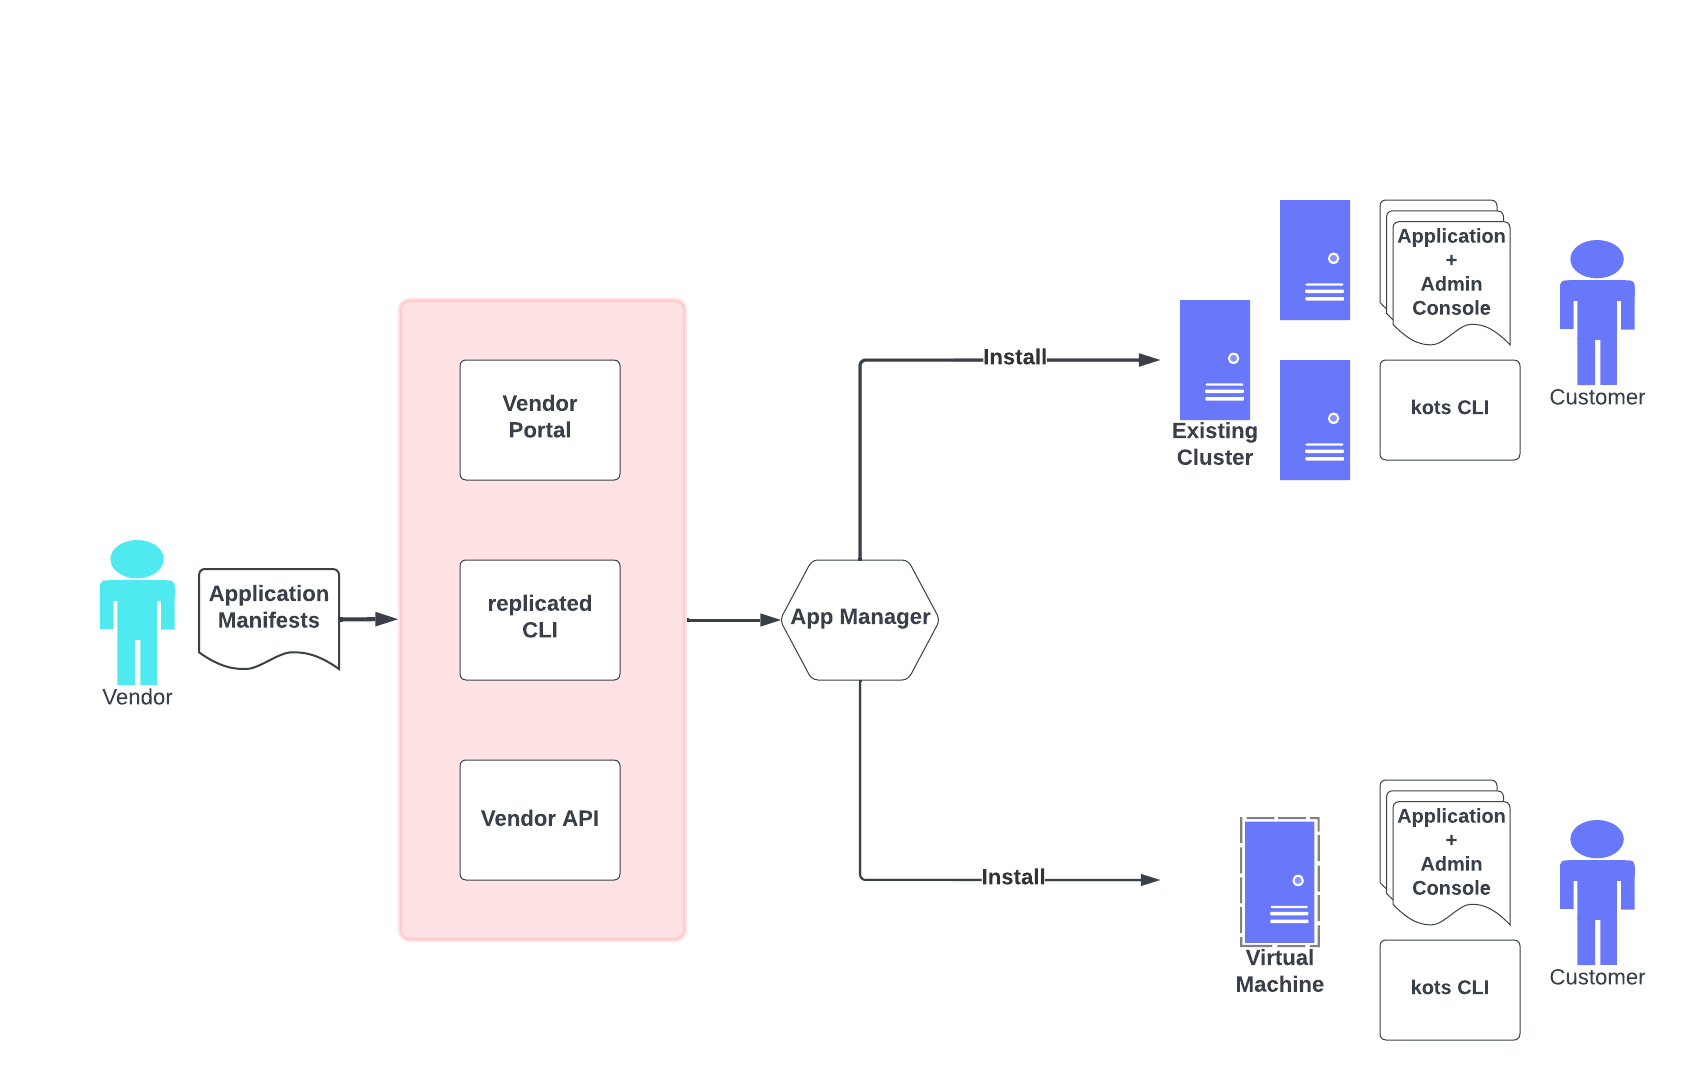 Vendor
Application
Manifests
Vendor
Portal
replicated
CLI
Vendor API
App Manager
Install
Existing
Cluster
Application
+
Admin
Console
kots CLI
Customer
Install
Virtual
Machine
Application
+
Admin
Console
kots CLI
Customer